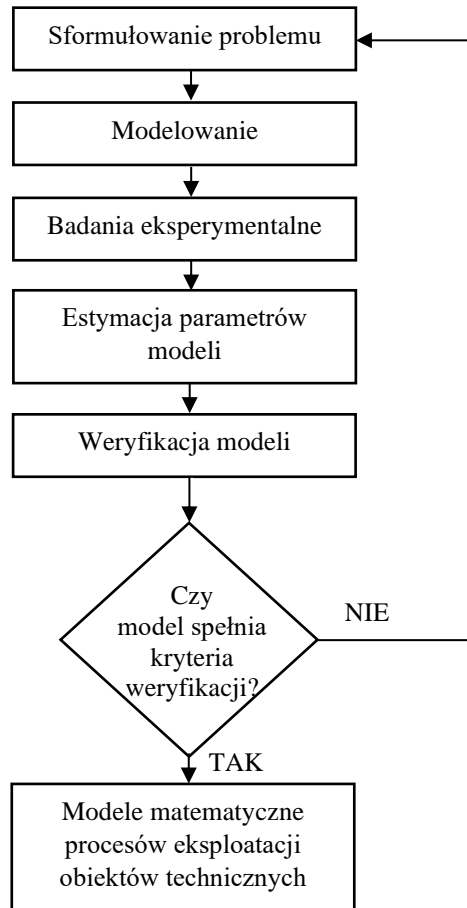 Sformułowanie problemu
Modelowanie
Badania eksperymentalne
Estymacja parametrów
modeli
Weryfikacja modeli
Czy
model spełnia
kryteria
weryfikacji?
NIE
TAK
Modele matematyczne
procesów eksploatacji
obiektów technicznych